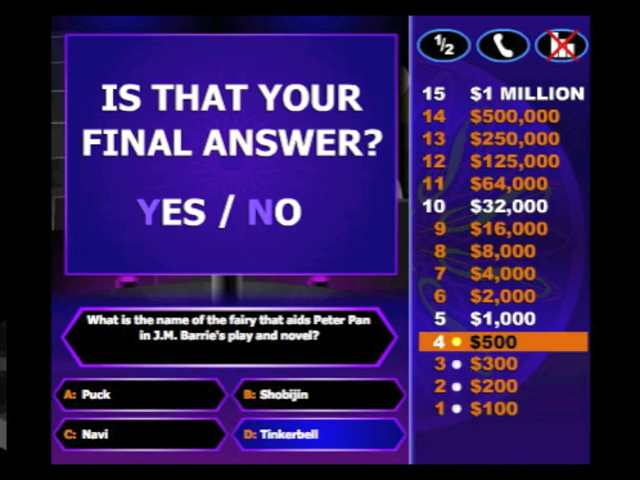 IS THAT YOUR
FINAL ANSWER?
YES / NO
What is the name of the fairy that aids Peter Pan
in J.M. Barrie's play and novel?
A: Puck
B: Shobijin
C: Navi
D: Tinkerbell
1/2
15 $1 MILLION
14 $500,000
13 $250,000
12 $125,000
11 $64,000
10 $32,000
9 $16,000
8 $8,000
7 $4,000
6 $2,000
5 $1,000
4 $500
3 $300
2 $200
1 $100